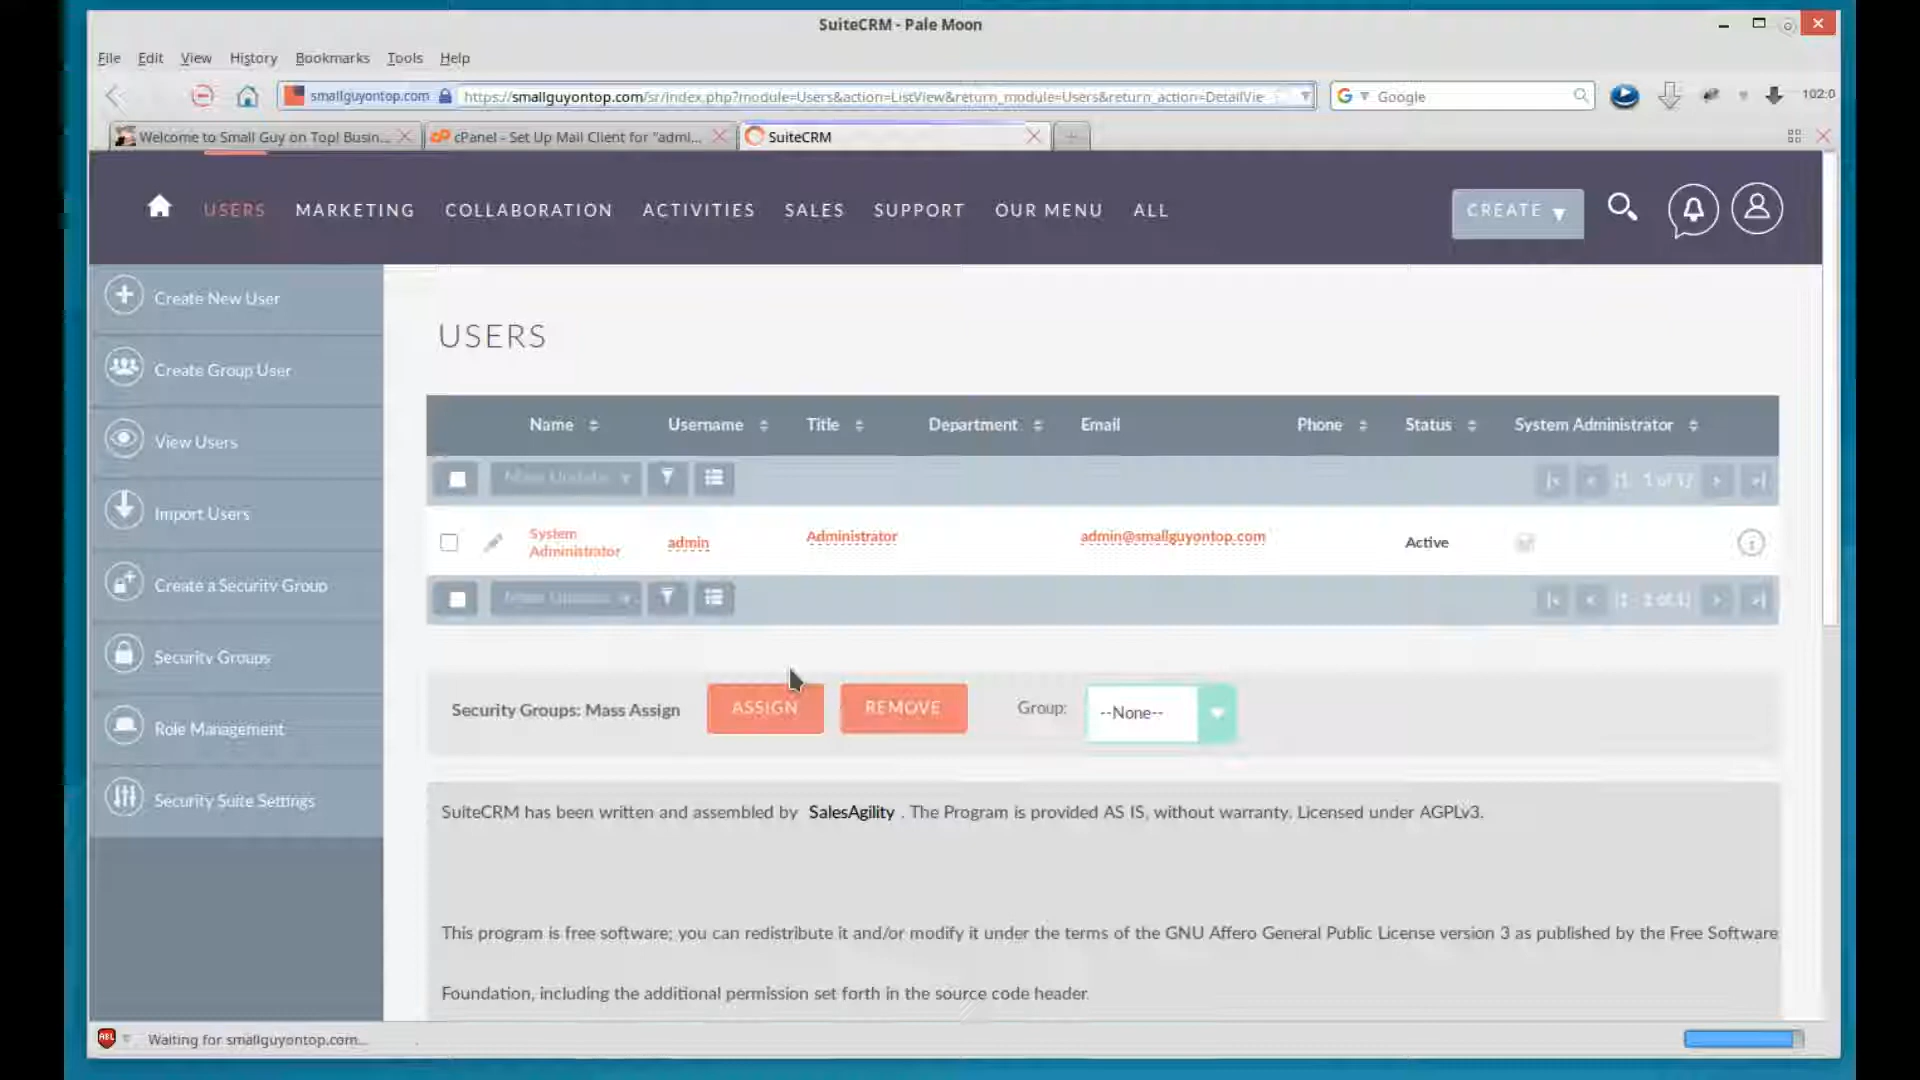 SuiteCRM - Pale Moon
File Edit View History Bookmarks Tools Help
smallguyontop.com https://smallguyontop.com/sr/index.php?module=Users&action=ListView&return_module=Users&return_action=DetailVie Google 102:0
Welcome to Small Guy on Top! Busin... cPanel - Set Up Mail Client for "admi... SuiteCRM
USERS MARKETING COLLABORATION ACTIVITIES SALES SUPPORT OUR MENU ALL CREATE
Create New User
Create Group User
View Users
Import Users
Create a Security Group
Security Groups
Role Management
Security Suite Settings
USERS
Name Username Title Department Email Phone Status System Administrator
System Administrator admin Administrator admin@smallguyontop.com Active
Security Groups: Mass Assign ASSIGN REMOVE Group: --None--
SuiteCRM has been written and assembled by SalesAgility . The Program is provided AS IS, without warranty. Licensed under AGPLv3.
This program is free software; you can redistribute it and/or modify it under the terms of the GNU Affero General Public License version 3 as published by the Free Software
Foundation, including the additional permission set forth in the source code header.
ABL Waiting for smallguyontop.com...